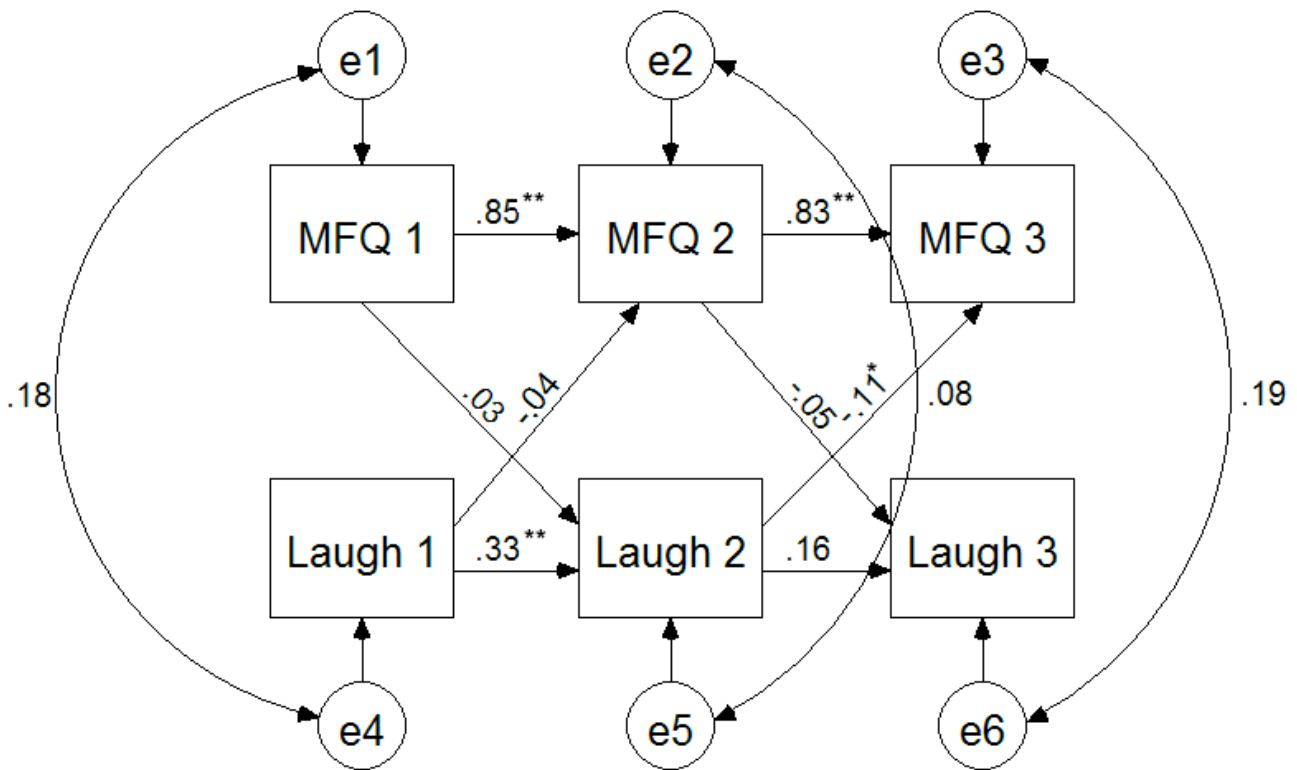 e1
e2
e3
MFQ 1
.85**
MFQ 2
.83**
MFQ 3
.18
.03
-.04
-.05
-.11*
.08
.19
Laugh 1
.33**
Laugh 2
.16
Laugh 3
e4
e5
e6